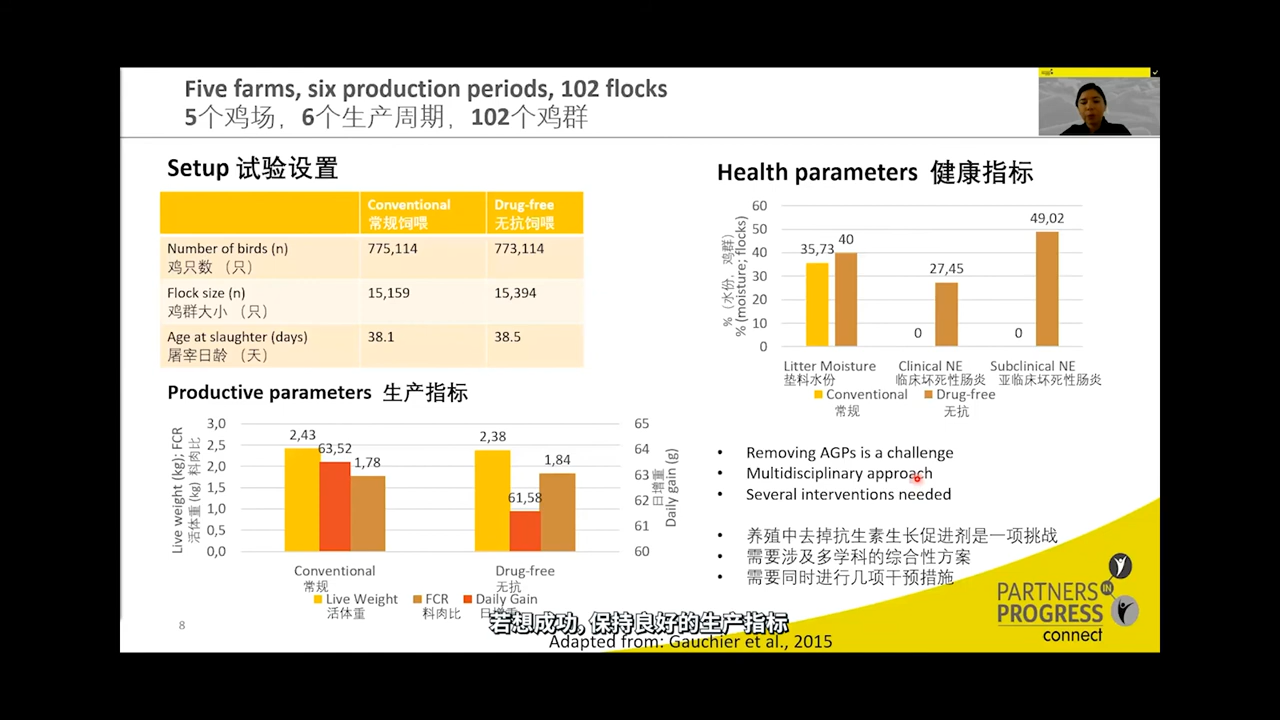 Five farms, six production periods, 102 flocks
5个鸡场，6个生产周期，102个鸡群
Setup 试验设置
Conventional
常规饲喂
Drug-free
无抗饲喂
Number of birds (n)
鸡只数 （只）
775,114
773,114
Flock size (n)
鸡群大小 （只）
15,159
15,394
Age at slaughter (days)
屠宰日龄 （天）
38.1
38.5
Productive parameters 生产指标
Live weight (kg); FCR
活体重 (kg) 料肉比
3,0
2,5
2,0
1,5
1,0
0,5
0,0
2,43
63,52
1,78
2,38
61,58
1,84
65
64
63
62
61
60
日增重
Daily gain (g)
Conventional
常规
Drug-free
无抗
Live Weight
活体重
FCR
料肉比
Daily Gain
日增重
8
Health parameters 健康指标
%（水份，鸡群）
% (moisture; flocks)
60
50
40
30
20
10
0
35,73
40
0
27,45
0
49,02
Litter Moisture
垫料水份
Clinical NE
临床坏死性肠炎
Subclinical NE
亚临床坏死性肠炎
Conventional
常规
Drug-free
无抗
• Removing AGPs is a challenge
• Multidisciplinary approach
• Several interventions needed
• 养殖中去掉抗生素生长促进剂是一项挑战
• 需要涉及多学科的综合性方案
• 需要同时进行几项干预措施
PARTNERS
IN
PROGRESS
connect
若想成功，保持良好的生产指标
Adapted from: Gauchier et al., 2015